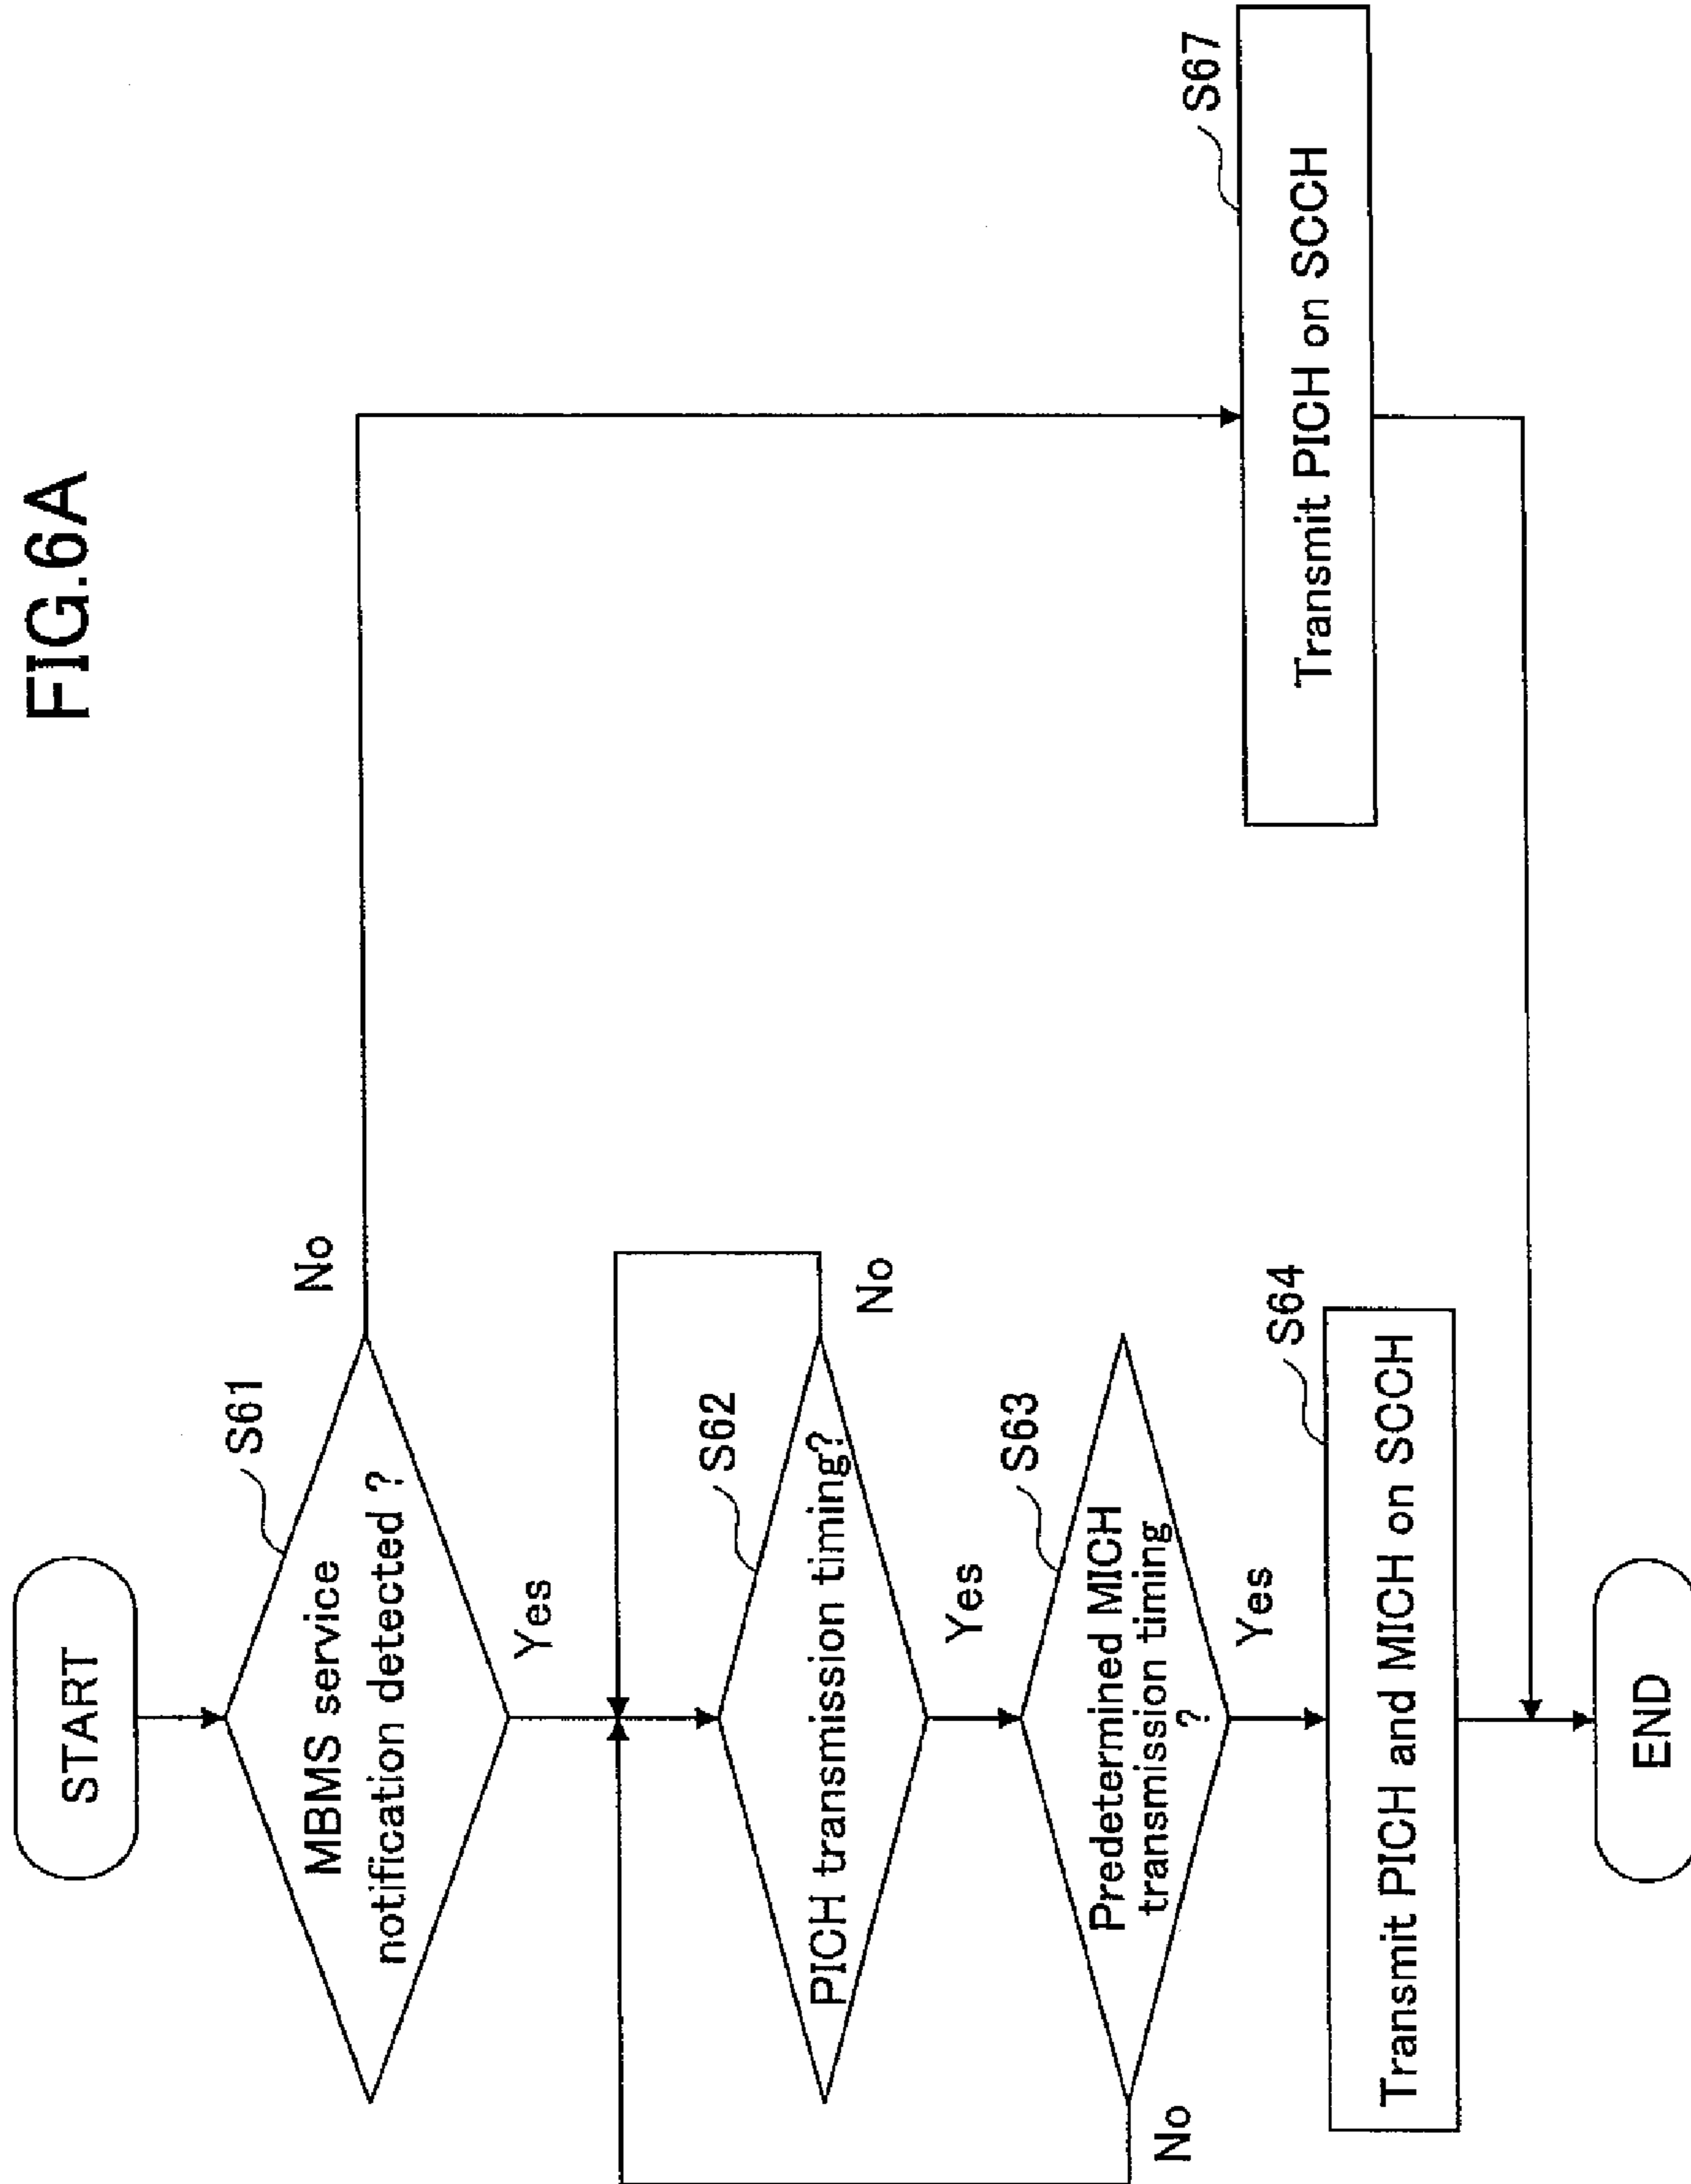 FIG.6A
START
S61
MBMS service
notification detected ?
No
Yes
S62
PICH transmission timing?
No
Yes
S63
Predetermined MICH
transmission timing
?
No
Yes
S64
Transmit PICH and MICH on SCCH
S67
Transmit PICH on SCCH
END